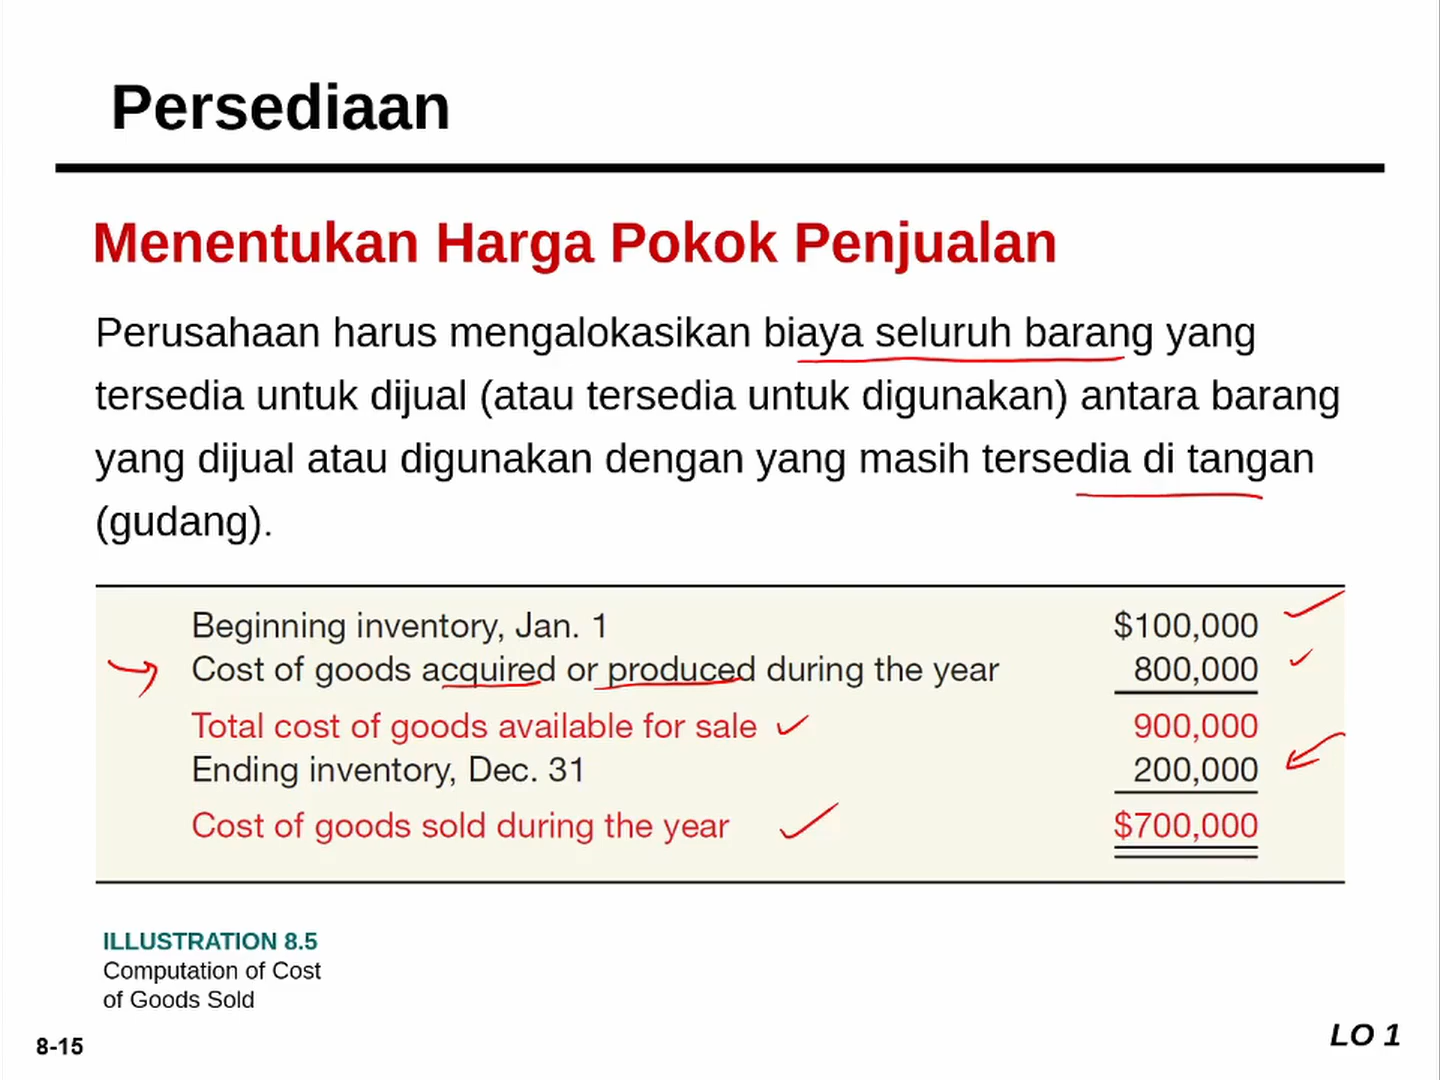 Persediaan
Menentukan Harga Pokok Penjualan
Perusahaan harus mengalokasikan biaya seluruh barang yang
tersedia untuk dijual (atau tersedia untuk digunakan) antara barang
yang dijual atau digunakan dengan yang masih tersedia di tangan
(gudang).
Beginning inventory, Jan. 1 $100,000
Cost of goods acquired or produced during the year 800,000
Total cost of goods available for sale 900,000
Ending inventory, Dec. 31 200,000
Cost of goods sold during the year $700,000
ILLUSTRATION 8.5
Computation of Cost
of Goods Sold
8-15
LO 1